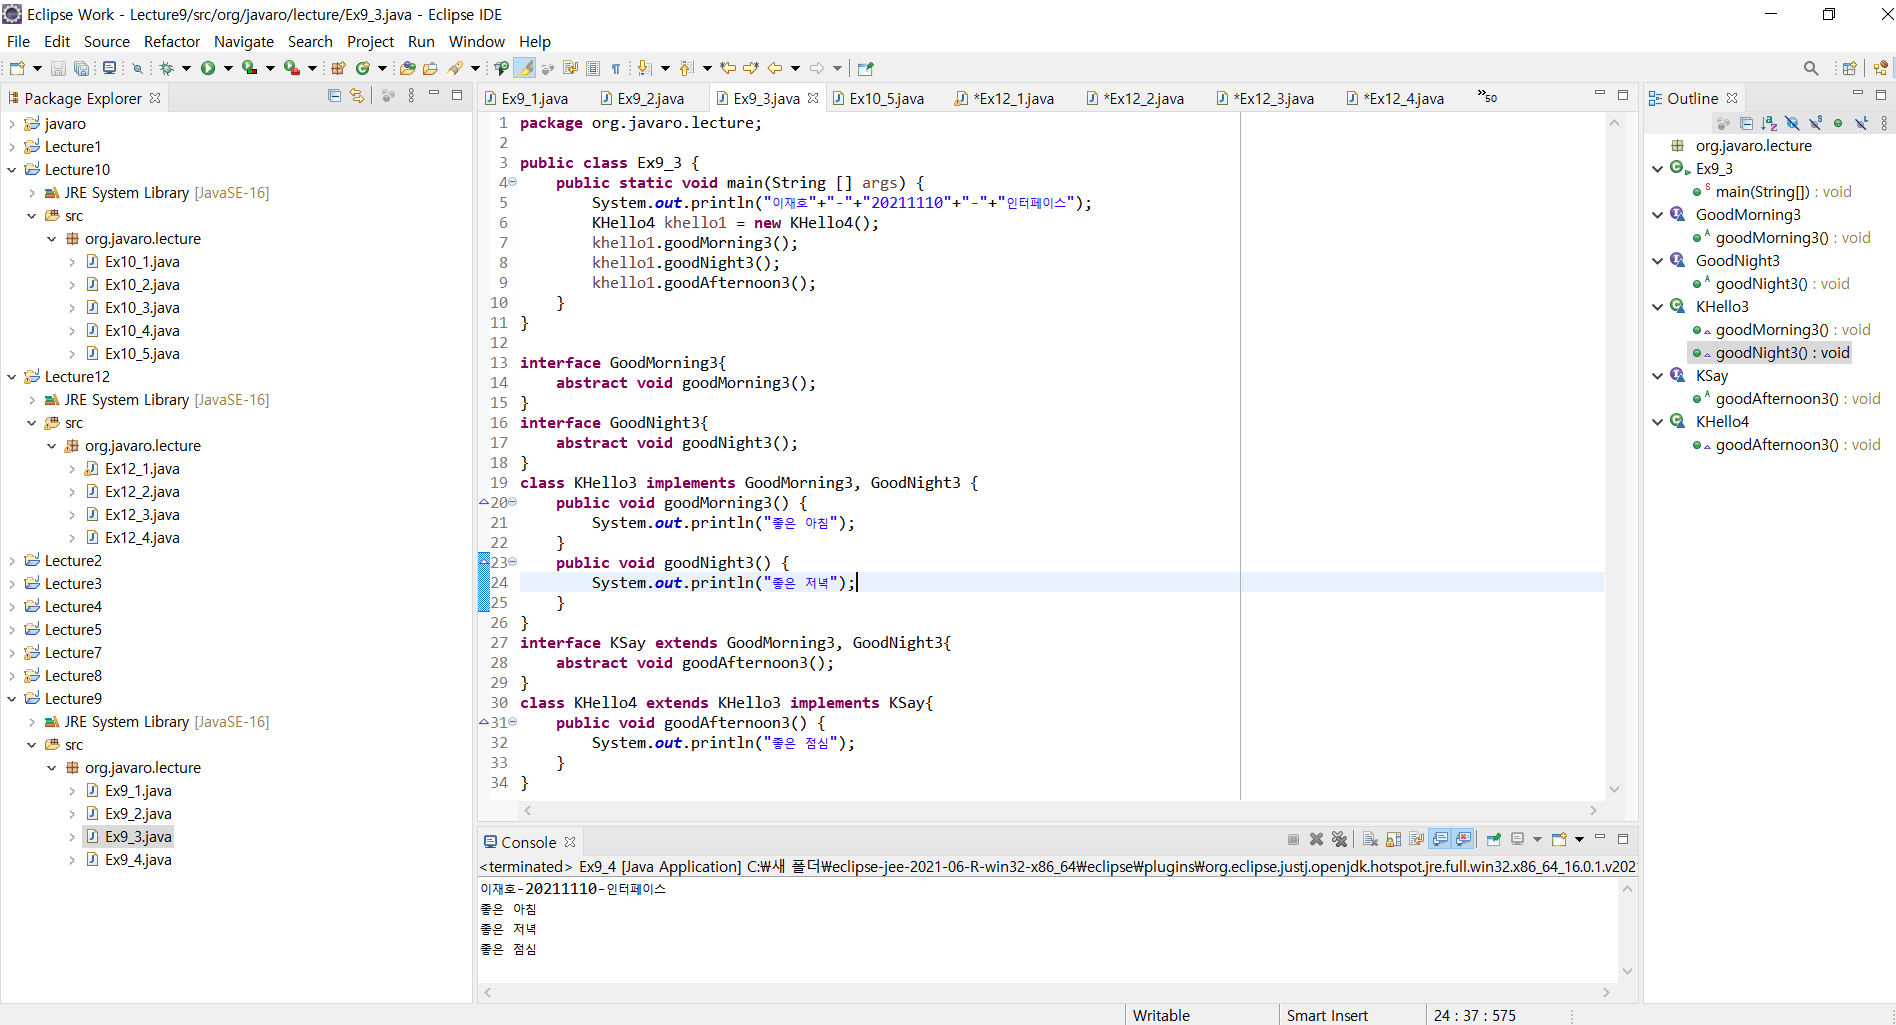 Eclipse Work - Lecture9/src/org/javaro/lecture/Ex9_3.java - Eclipse IDE
File Edit Source Refactor Navigate Search Project Run Window Help
Package Explorer
javaro
Lecture1
Lecture10
JRE System Library [JavaSE-16]
src
org.javaro.lecture
Ex10_1.java
Ex10_2.java
Ex10_3.java
Ex10_4.java
Ex10_5.java
Lecture12
JRE System Library [JavaSE-16]
src
org.javaro.lecture
Ex12_1.java
Ex12_2.java
Ex12_3.java
Ex12_4.java
Lecture2
Lecture3
Lecture4
Lecture5
Lecture7
Lecture8
Lecture9
JRE System Library [JavaSE-16]
src
org.javaro.lecture
Ex9_1.java
Ex9_2.java
Ex9_3.java
Ex9_4.java
Ex9_1.java Ex9_2.java Ex9_3.java Ex10_5.java *Ex12_1.java *Ex12_2.java *Ex12_3.java *Ex12_4.java »50
1 package org.javaro.lecture;
2
3 public class Ex9_3 {
4 public static void main(String [] args) {
5 System.out.println("이재호"+"-"+"20211110"+"-"+"인터페이스");
6 KHello4 khello1 = new KHello4();
7 khello1.goodMorning3();
8 khello1.goodNight3();
9 khello1.goodAfternoon3();
10 }
11 }
12
13 interface GoodMorning3{
14 abstract void goodMorning3();
15 }
16 interface GoodNight3{
17 abstract void goodNight3();
18 }
19 class KHello3 implements GoodMorning3, GoodNight3 {
20 public void goodMorning3() {
21 System.out.println("좋은 아침");
22 }
23 public void goodNight3() {
24 System.out.println("좋은 저녁");
25 }
26 }
27 interface KSay extends GoodMorning3, GoodNight3{
28 abstract void goodAfternoon3();
29 }
30 class KHello4 extends KHello3 implements KSay{
31 public void goodAfternoon3() {
32 System.out.println("좋은 점심");
33 }
34 }
Console
<terminated> Ex9_4 [Java Application] C:₩새 폴더₩eclipse-jee-2021-06-R-win32-x86_64₩eclipse₩plugins₩org.eclipse.justj.openjdk.hotspot.jre.full.win32.x86_64_16.0.1.v202
이재호-20211110-인터페이스
좋은 아침
좋은 저녁
좋은 점심
Outline
org.javaro.lecture
Ex9_3
main(String[]) : void
GoodMorning3
goodMorning3() : void
GoodNight3
goodNight3() : void
KHello3
goodMorning3() : void
goodNight3() : void
KSay
goodAfternoon3() : void
KHello4
goodAfternoon3() : void
Writable Smart Insert 24 : 37 : 575